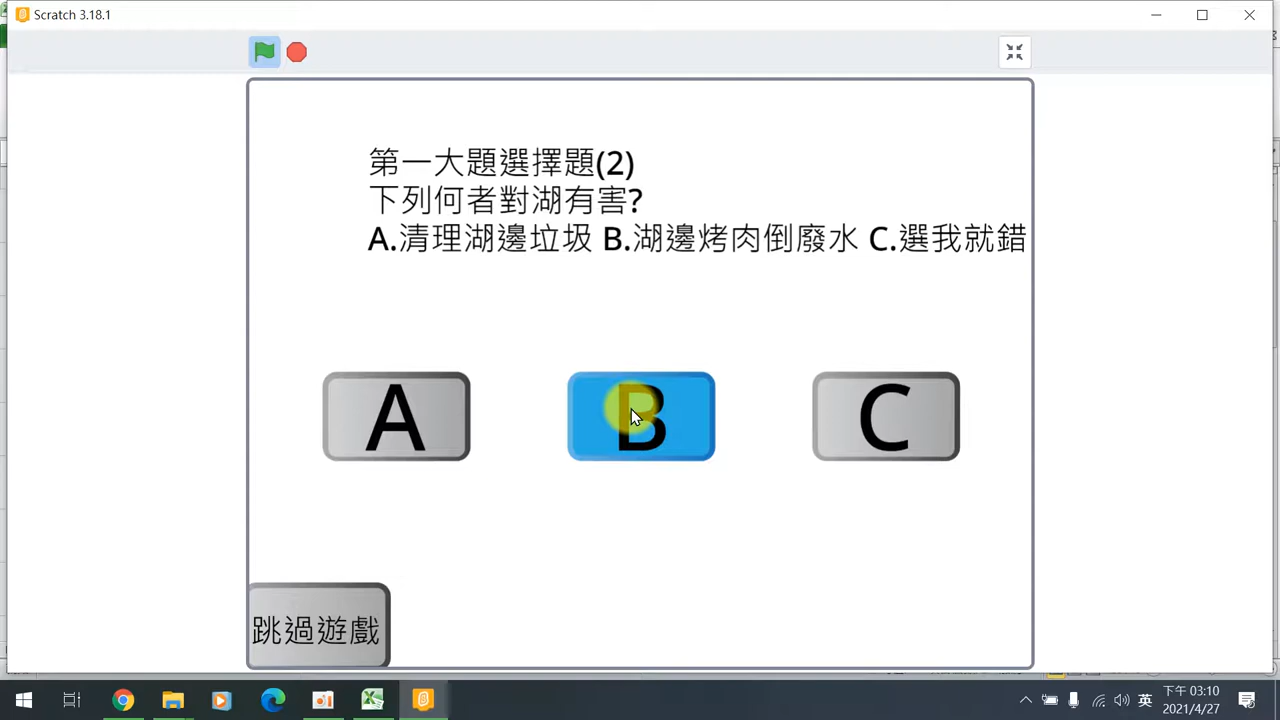 Scratch 3.18.1
第一大題選擇題(2)
下列何者對湖有害?
A.清理湖邊垃圾 B.湖邊烤肉倒廢水 C.選我就錯
A
B
C
跳過遊戲
英
下午 03:10
2021/4/27